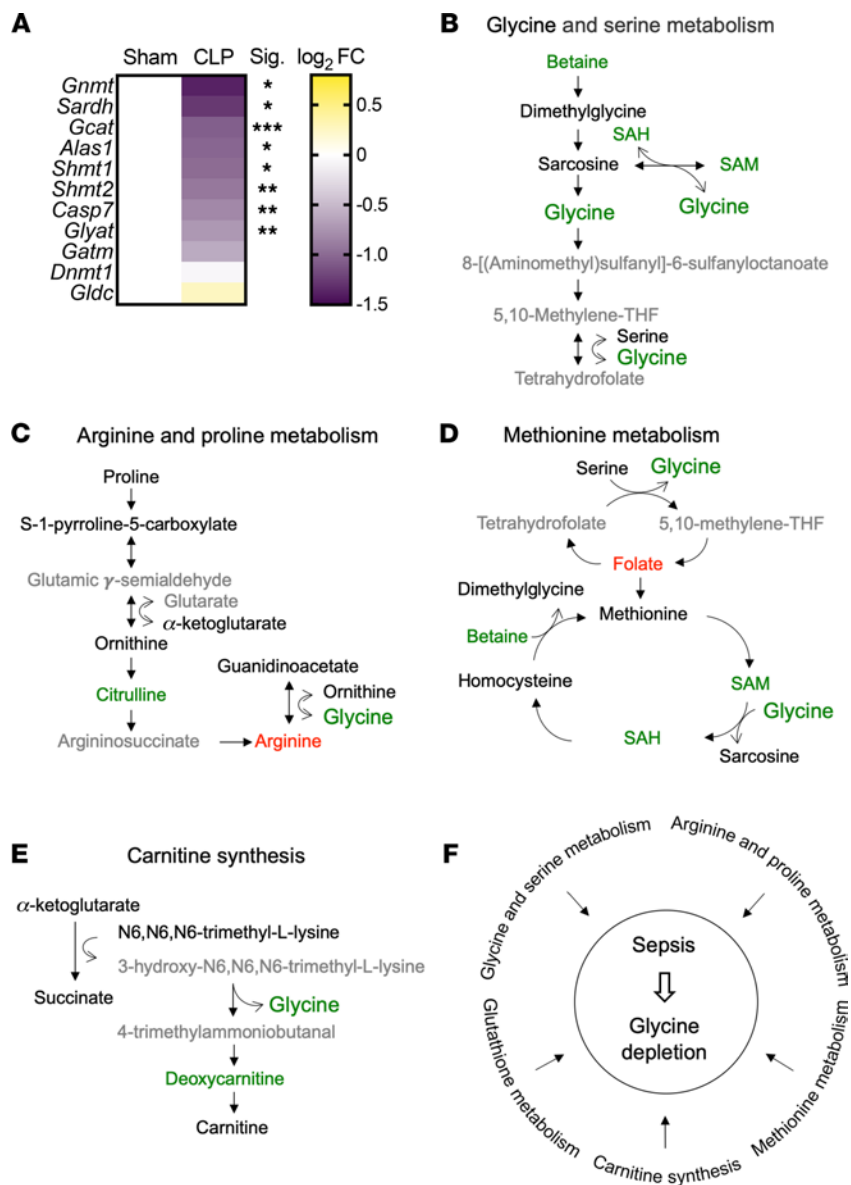 A
Sham CLP Sig. log2 FC
Gnmt *
Sardh *
Gcat ***
Alas1 *
Shmt1 *
Shmt2 **
Casp7 **
Glyat **
Gatm
Dnmt1
Gldc
0.5
0
-0.5
-1.0
-1.5
B Glycine and serine metabolism
Betaine
Dimethylglycine
SAH
Sarcosine SAM
Glycine
Glycine
8-[(Aminomethyl)sulfanyl]-6-sulfanyloctanoate
5,10-Methylene-THF
Serine
Glycine
Tetrahydrofolate
C Arginine and proline metabolism
Proline
S-1-pyrroline-5-carboxylate
Glutamic γ-semialdehyde
Glutarate
α-ketoglutarate
Ornithine
Guanidinoacetate
Citrulline
Ornithine
Glycine
Argininosuccinate Arginine
D Methionine metabolism
Serine Glycine
Tetrahydrofolate 5,10-methylene-THF
Folate
Dimethylglycine
Methionine
Betaine
Homocysteine
SAM
Glycine
SAH
Sarcosine
E Carnitine synthesis
α-ketoglutarate
N6,N6,N6-trimethyl-L-lysine
3-hydroxy-N6,N6,N6-trimethyl-L-lysine
Succinate
Glycine
4-trimethylammoniobutanal
Deoxycarnitine
Carnitine
F
Glycine and serine metabolism
Arginine and proline metabolism
Sepsis
Glycine
depletion
Glutathione metabolism
Methionine metabolism
Carnitine synthesis